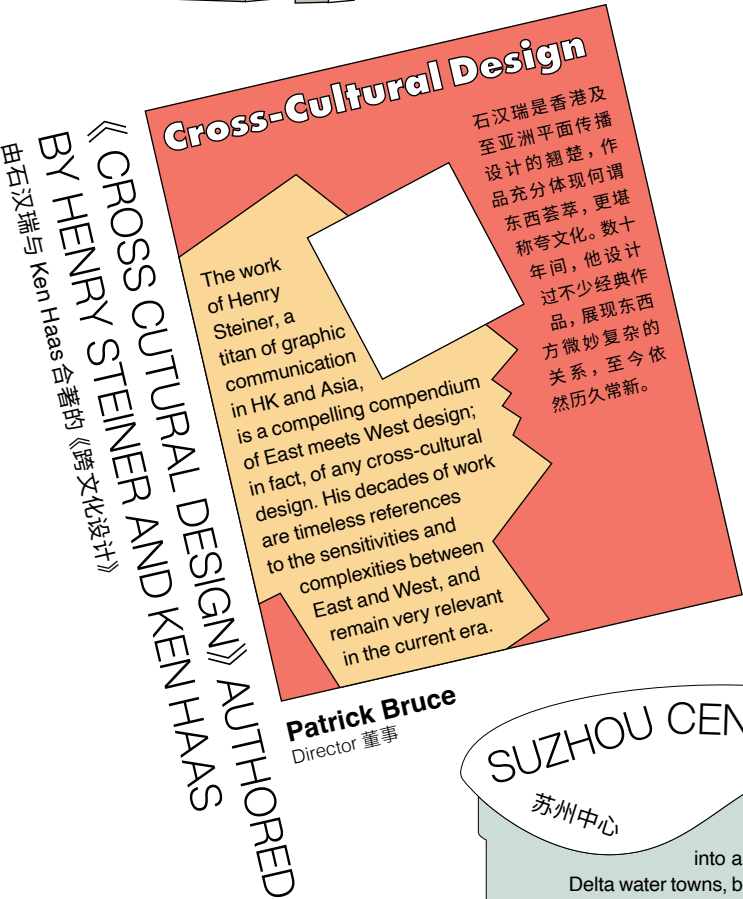 《 CROSS CUTURAL DESIGN》 AUTHORED
BY HENRY STEINER AND KEN HAAS
由石汉瑞与 Ken Haas 合著的《跨文化设计》
Cross-Cultural Design
The work
of Henry
Steiner, a
titan of graphic
communication
in HK and Asia,
is a compelling compendium
of East meets West design;
in fact, of any cross-cultural
design. His decades of work
are timeless references
to the sensitivities and
complexities between
East and West, and
remain very relevant
in the current era.
石汉瑞是香港及
至亚洲平面传播
设计的翘楚，作
品充分体现何谓
东西荟萃，更堪
称夸文化。数十
年间，他设计
过不少经典作
品，展现东西
方微妙复杂的
关系，至今依
然历久常新。
Patrick Bruce
Director 董事
SUZHOU CEN
苏州中心
into a
Delta water towns, b